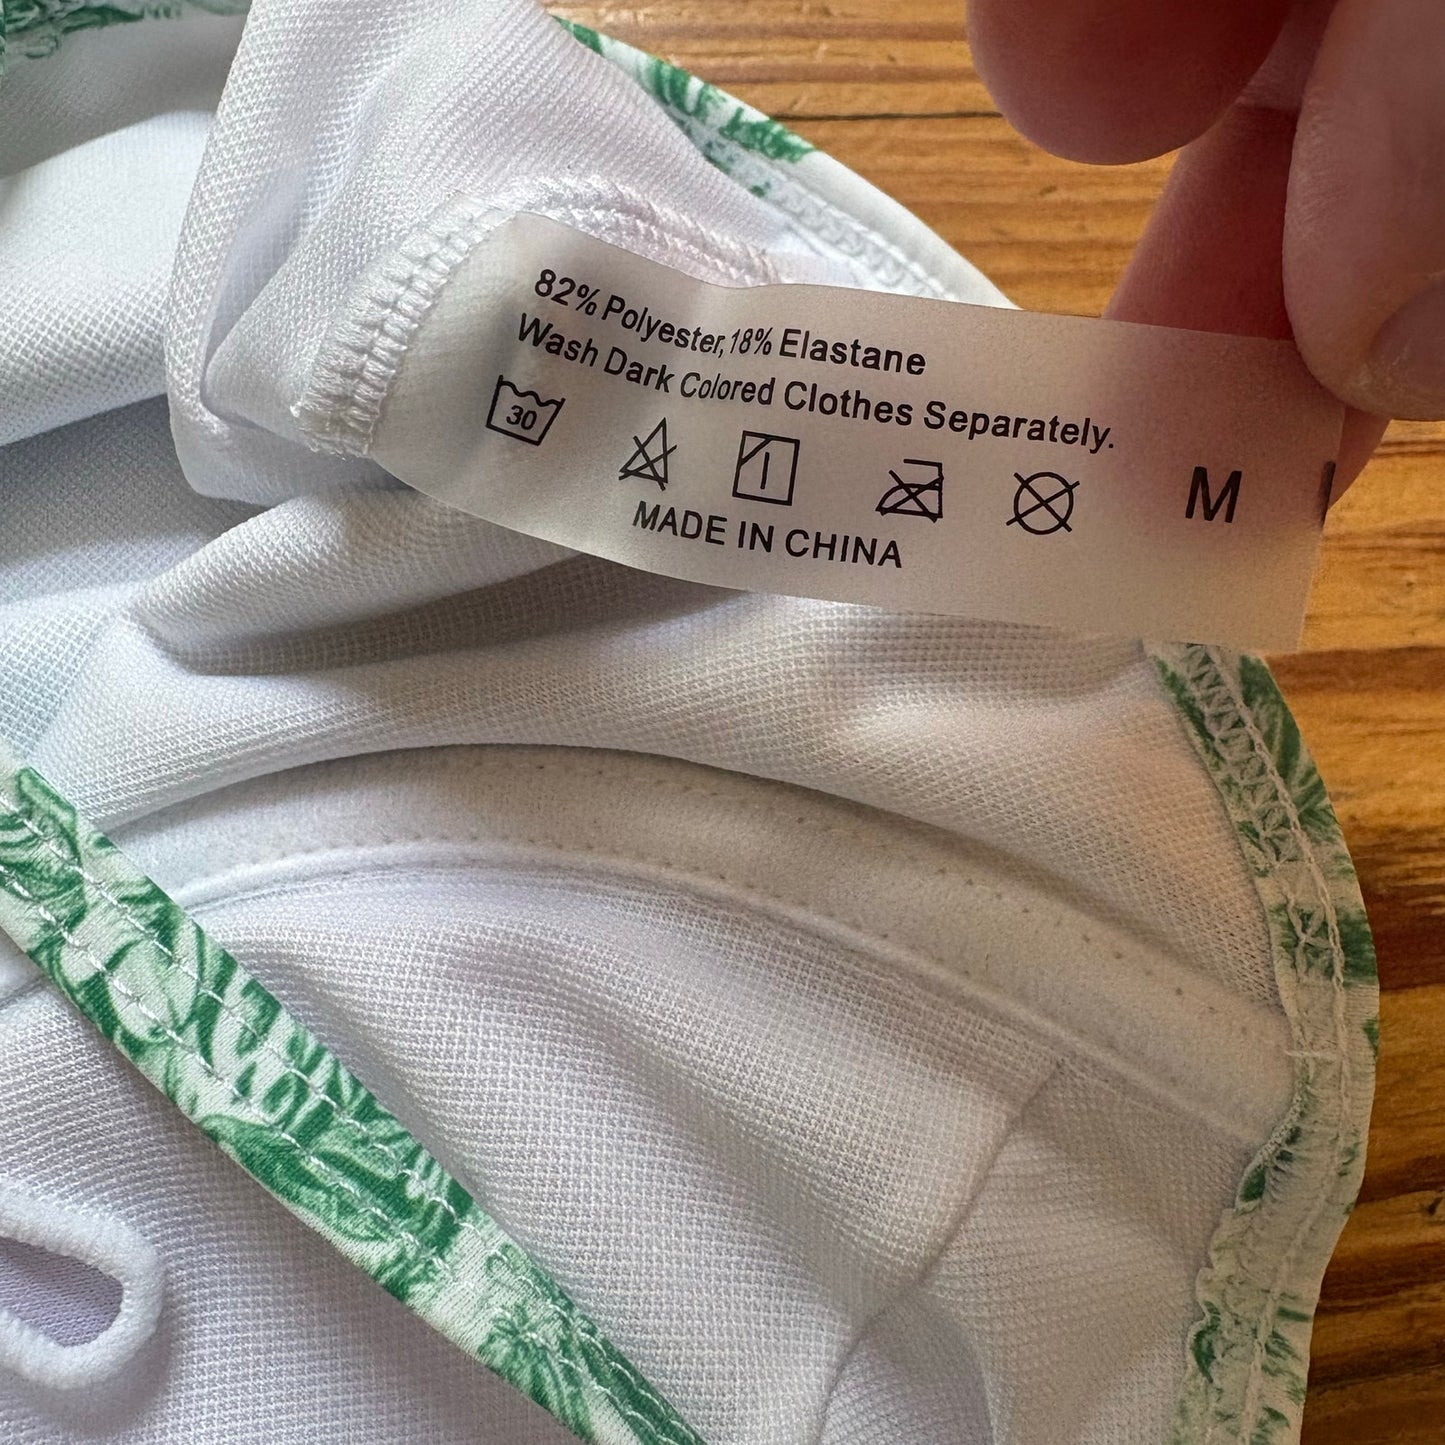 82% Polyester,18% Elastane
Wash Dark Colored Clothes Separately.
30
M
MADE IN CHINA